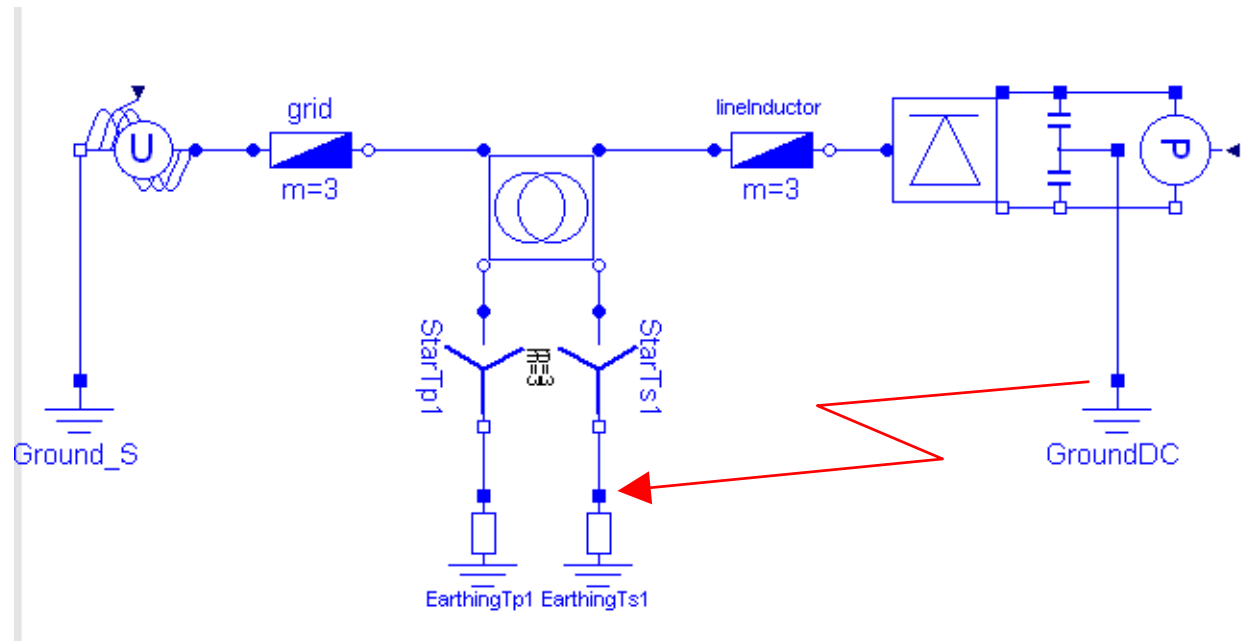 grid
lineInductor
U
P
m=3
m=3
StarTp1
StarTs1
Ground_S
GroundDC
EarthingTp1
EarthingTs1